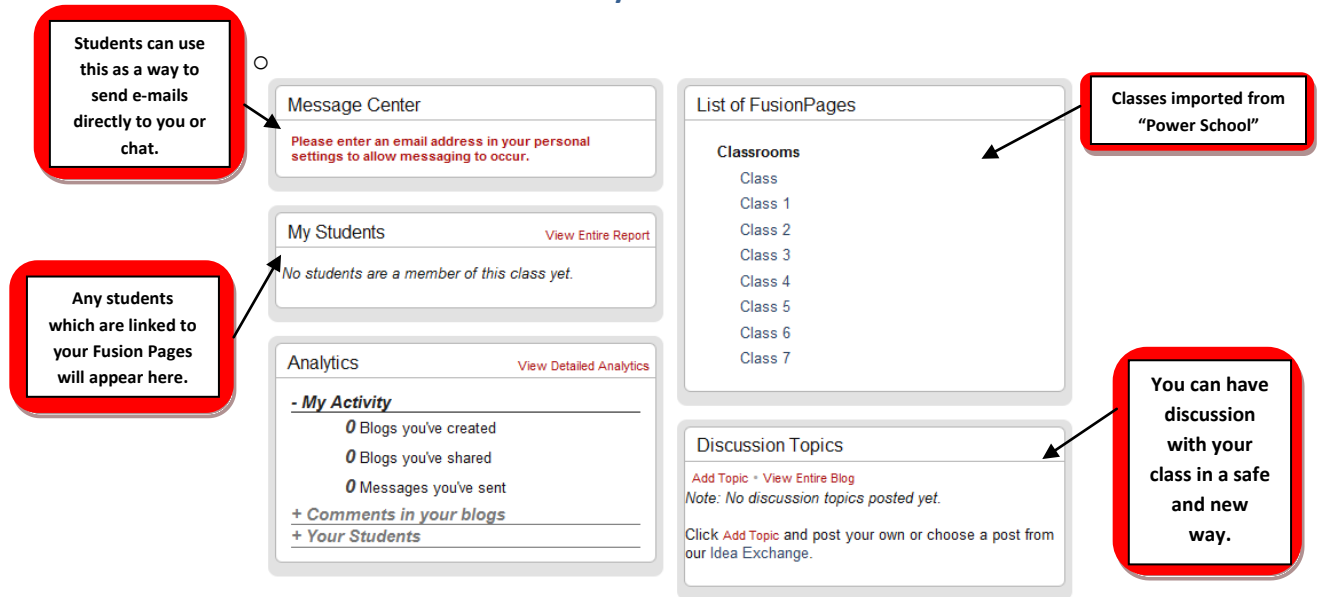 Students can use
this as a way to
send e-mails
directly to you or
chat.
Message Center
Please enter an email address in your personal
settings to allow messaging to occur.
My Students
View Entire Report
No students are a member of this class yet.
Any students
which are linked to
your Fusion Pages
will appear here.
Analytics
View Detailed Analytics
- My Activity
0 Blogs you've created
0 Blogs you've shared
0 Messages you've sent
+ Comments in your blogs
+ Your Students
List of FusionPages
Classrooms
Class
Class 1
Class 2
Class 3
Class 4
Class 5
Class 6
Class 7
Classes imported from
“Power School”
Discussion Topics
Add Topic • View Entire Blog
Note: No discussion topics posted yet.
Click Add Topic and post your own or choose a post from
our Idea Exchange.
You can have
discussion
with your
class in a safe
and new
way.